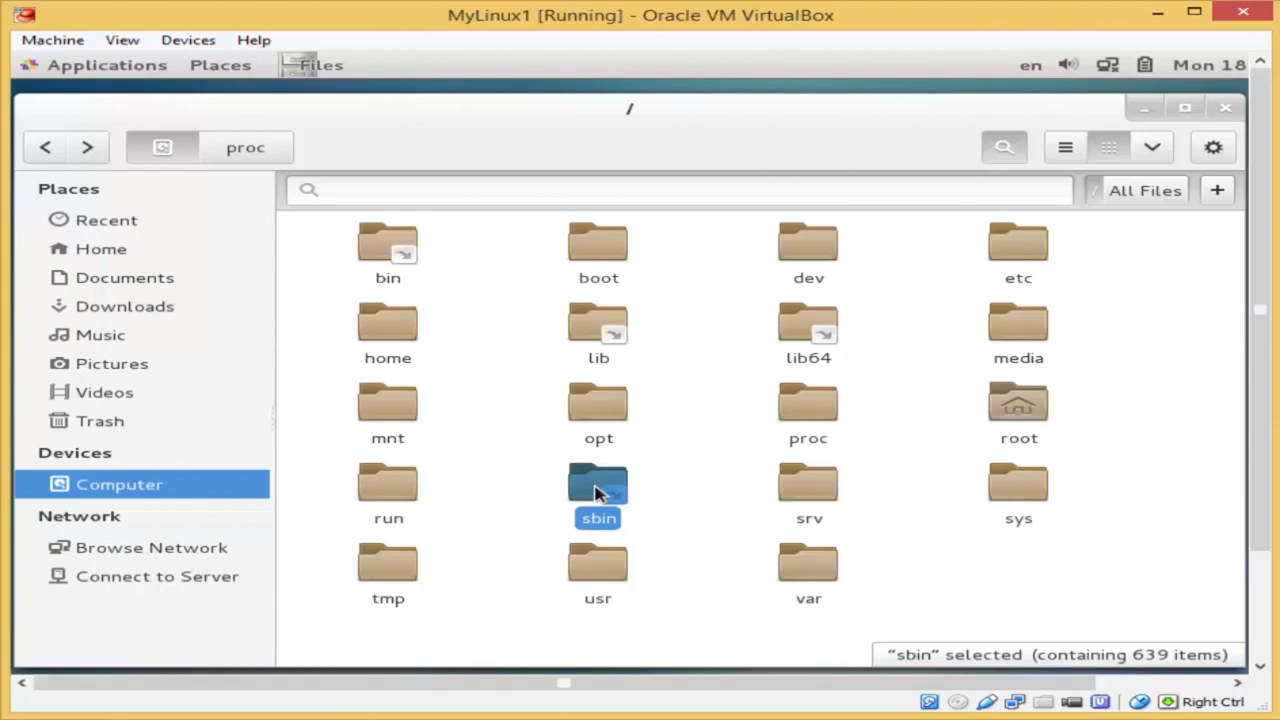 MyLinux1 [Running] - Oracle VM VirtualBox
Machine View Devices Help
Applications Places Files en Mon 18
/
proc
Places
All Files
Recent
Home
Documents
Downloads
Music
Pictures
Videos
Trash
Devices
Computer
Network
Browse Network
Connect to Server
bin boot dev etc
home lib lib64 media
mnt opt proc root
run sbin srv sys
tmp usr var
"sbin" selected (containing 639 items)
Right Ctrl